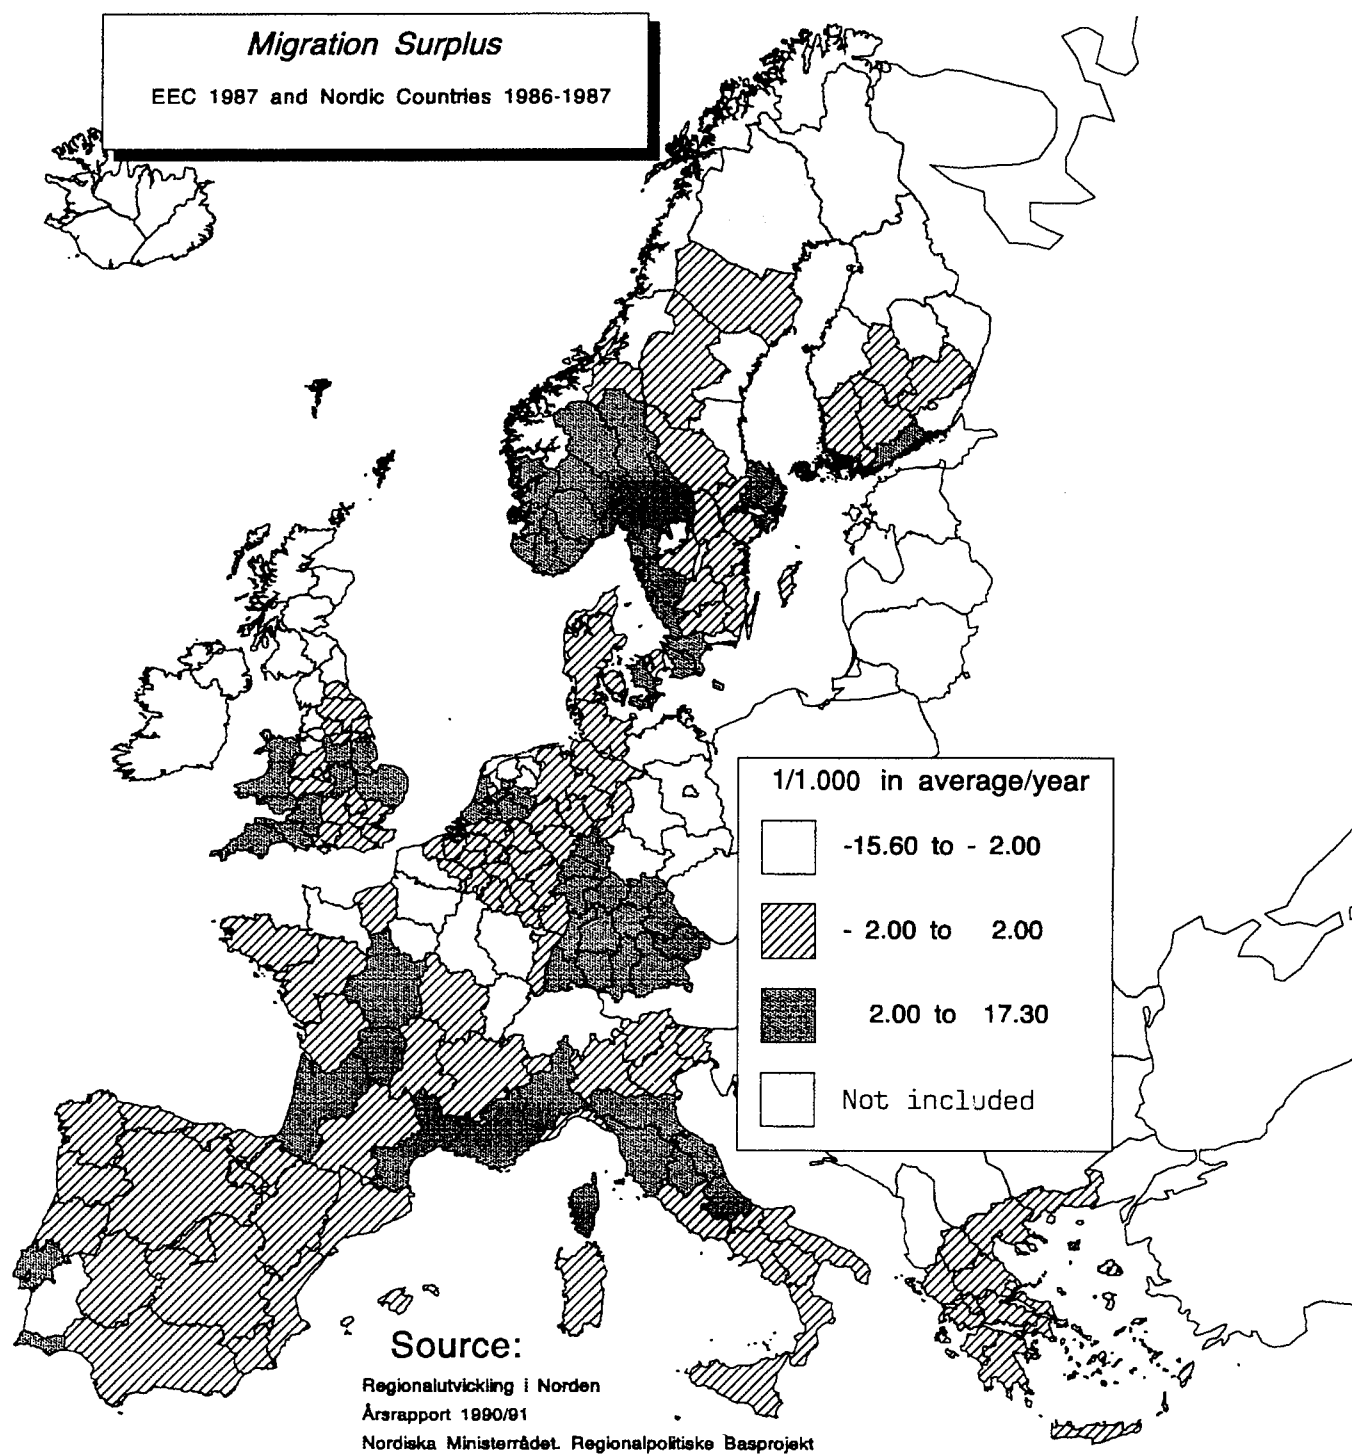 Migration Surplus
EEC 1987 and Nordic Countries 1986-1987
1/1.000 in average/year
-15.60 to - 2.00
- 2.00 to 2.00
2.00 to 17.30
Not included
Source:
Regionalutvickling i Norden
Årsrapport 1990/91
Nordiska Ministerrådet. Regionalpolitiske Basprojekt